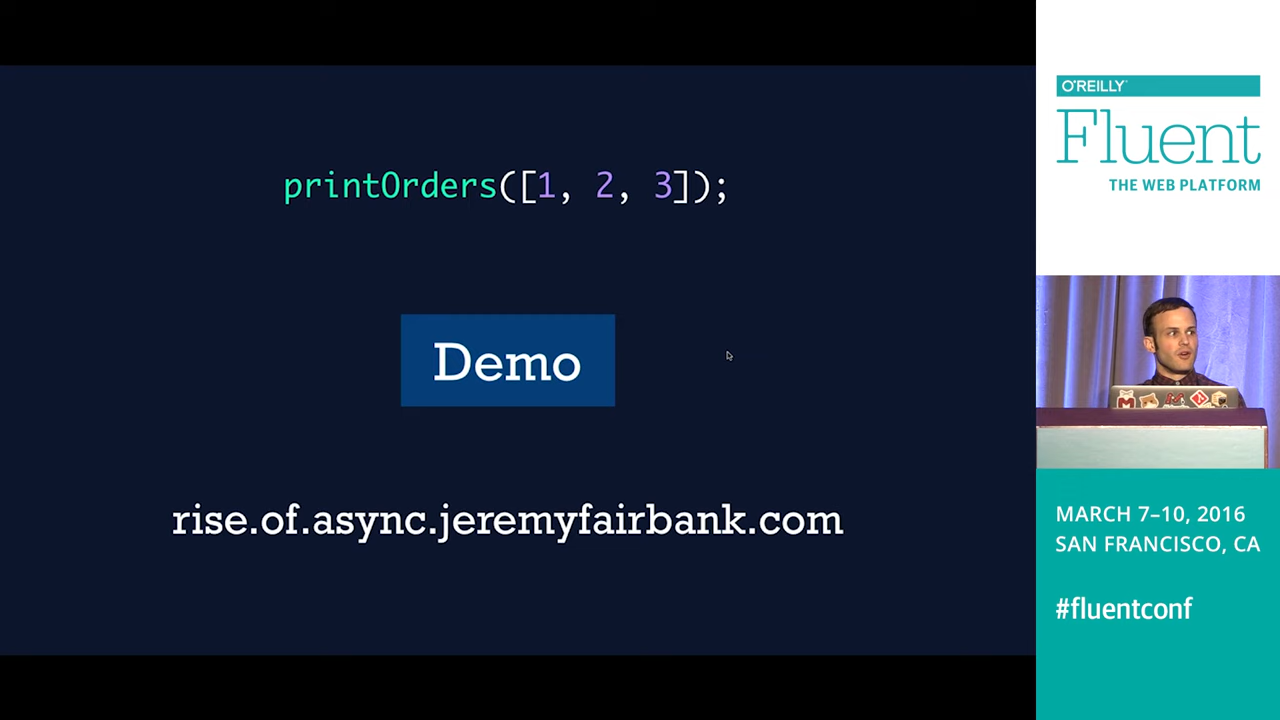 printOrders([1, 2, 3]);
Demo
rise.of.async.jeremyfairbank.com
O'REILLY
Fluent
THE WEB PLATFORM
MARCH 7–10, 2016
SAN FRANCISCO, CA
#fluentconf